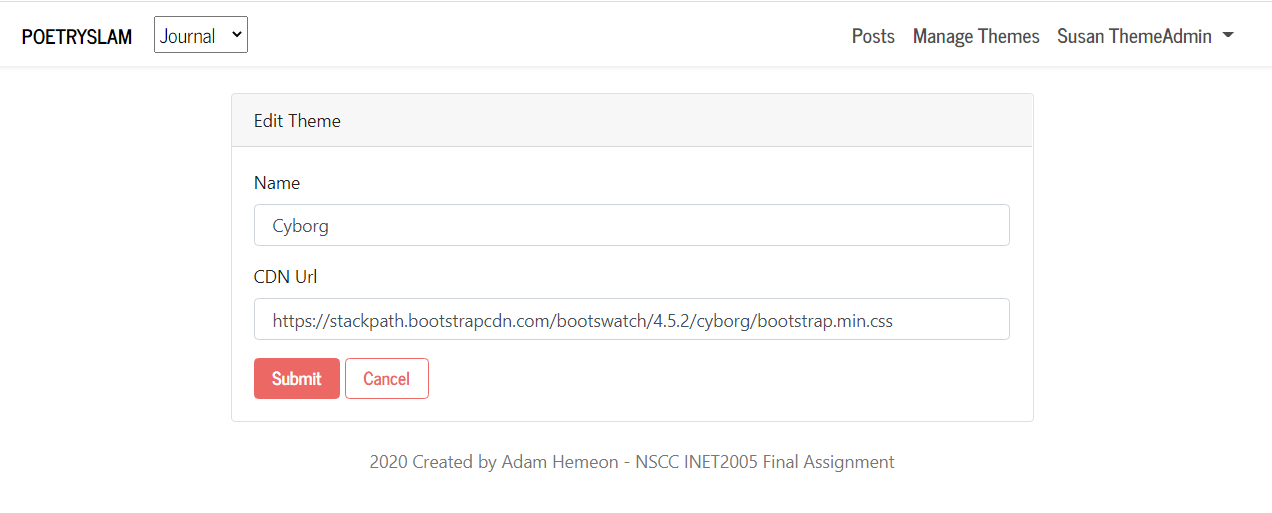 POETRYSLAM Journal Posts Manage Themes Susan ThemeAdmin
Edit Theme
Name
Cyborg
CDN Url
https://stackpath.bootstrapcdn.com/bootswatch/4.5.2/cyborg/bootstrap.min.css
Submit Cancel
2020 Created by Adam Hemeon - NSCC INET2005 Final Assignment